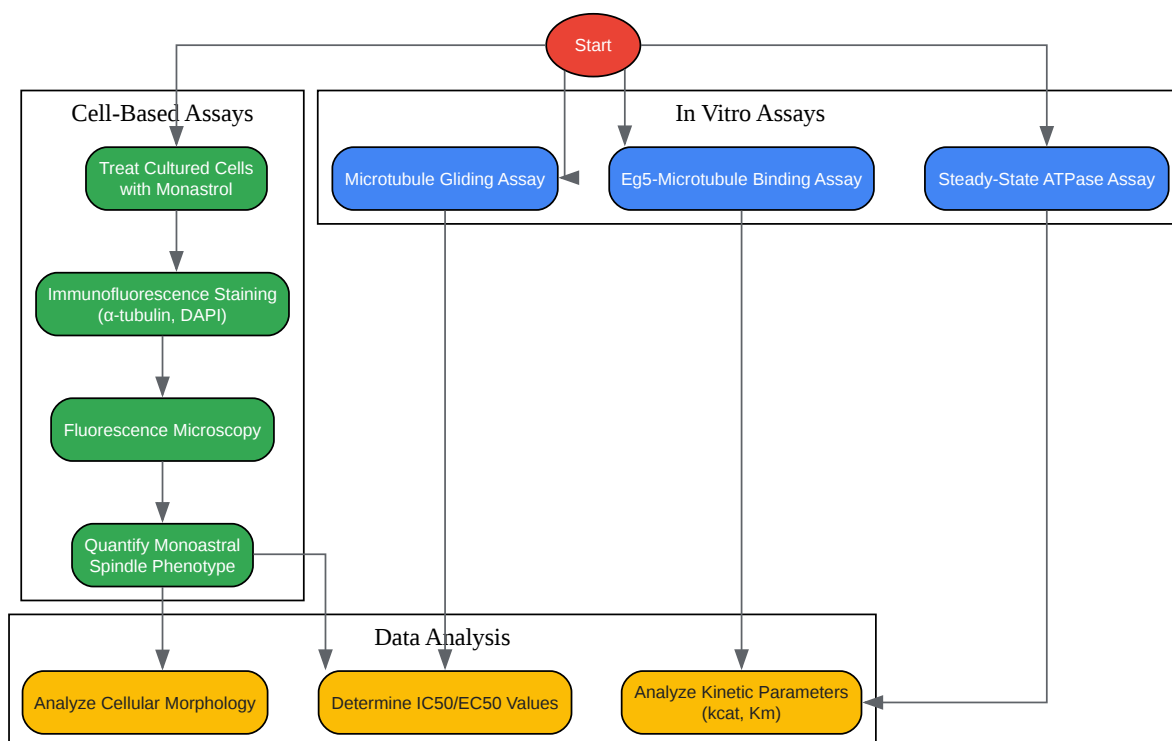 Start
Cell-Based Assays
In Vitro Assays
Treat Cultured Cells
with Monastrol
Microtubule Gliding Assay
Eg5-Microtubule Binding Assay
Steady-State ATPase Assay
Immunofluorescence Staining
(α-tubulin, DAPI)
Fluorescence Microscopy
Quantify Monoastral
Spindle Phenotype
Data Analysis
Analyze Cellular Morphology
Determine IC50/EC50 Values
Analyze Kinetic Parameters
(kcat, Km)